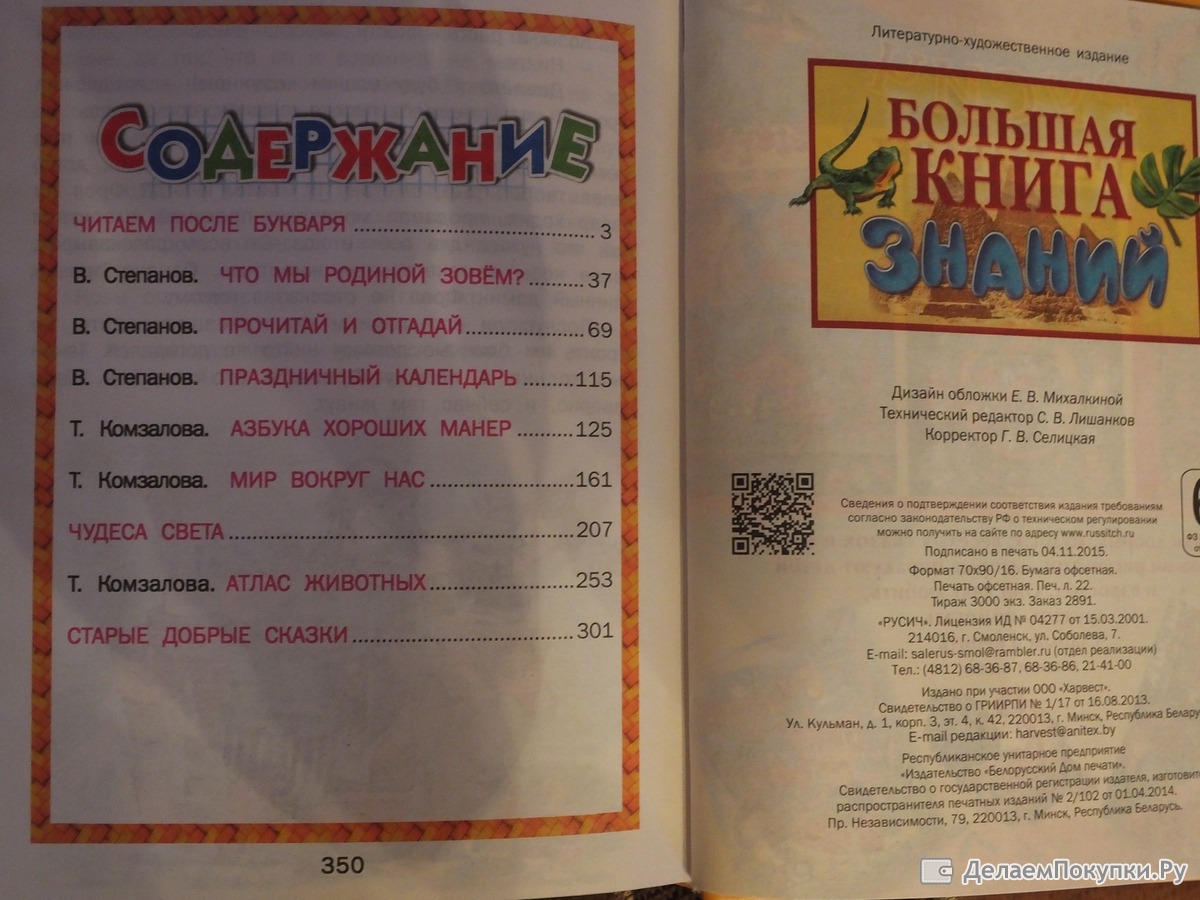 СОДЕРЖАНИЕ
ЧИТАЕМ ПОСЛЕ БУКВАРЯ 3
В. Степанов. ЧТО МЫ РОДИНОЙ ЗОВЁМ? 37
В. Степанов. ПРОЧИТАЙ И ОТГАДАЙ 69
В. Степанов. ПРАЗДНИЧНЫЙ КАЛЕНДАРЬ 115
Т. Комзалова. АЗБУКА ХОРОШИХ МАНЕР 125
Т. Комзалова. МИР ВОКРУГ НАС 161
ЧУДЕСА СВЕТА 207
Т. Комзалова. АТЛАС ЖИВОТНЫХ 253
СТАРЫЕ ДОБРЫЕ СКАЗКИ 301
350
Литературно-художественное издание
БОЛЬШАЯ
КНИГА
ЗНАНИЙ
Дизайн обложки Е. В. Михалкиной
Технический редактор С. В. Лишанков
Корректор Г. В. Селицкая
Сведения о подтверждении соответствия издания требованиям
согласно законодательству РФ о техническом регулировании
можно получить на сайте по адресу www.russitch.ru
Подписано в печать 04.11.2015.
Формат 70x90/16. Бумага офсетная.
Печать офсетная. Печ. л. 22.
Тираж 3000 экз. Заказ 2891.
«РУСИЧ». Лицензия ИД № 04277 от 15.03.2001.
214016, г. Смоленск, ул. Соболева, 7.
E-mail: salerus-smol@rambler.ru (отдел реализации)
Тел.: (4812) 68-36-87, 68-36-86, 21-41-00
Издано при участии ООО «Харвест».
Свидетельство о ГРИИРПИ № 1/17 от 16.08.2013.
Ул. Кульман, д. 1, корп. 3, эт. 4, к. 42, 220013, г. Минск, Республика Беларусь
E-mail редакции: harvest@anitex.by
Республиканское унитарное предприятие
«Издательство «Белорусский Дом печати».
Свидетельство о государственной регистрации издателя, изготовите
распространителя печатных изданий № 2/102 от 01.04.2014.
Пр. Независимости, 79, 220013, г. Минск, Республика Беларусь.
ДелаемПокупки.Ру